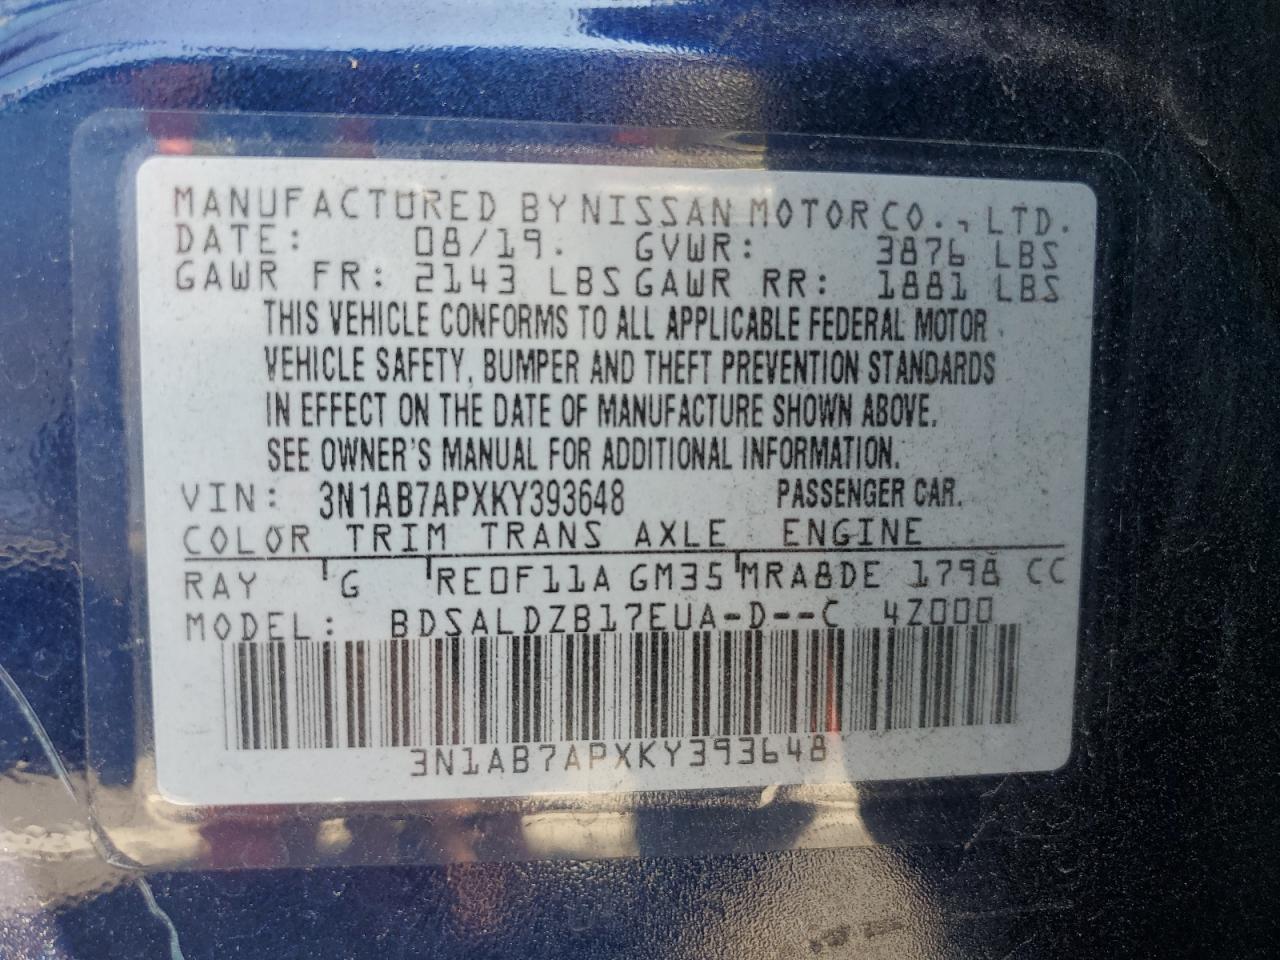 MANUFACTURED BY NISSAN MOTOR CO., LTD.
DATE: 08/19. GVWR: 3876 LBS
GAWR FR: 2143 LBS GAWR RR: 1881 LBS
THIS VEHICLE CONFORMS TO ALL APPLICABLE FEDERAL MOTOR
VEHICLE SAFETY, BUMPER AND THEFT PREVENTION STANDARDS
IN EFFECT ON THE DATE OF MANUFACTURE SHOWN ABOVE.
SEE OWNER'S MANUAL FOR ADDITIONAL INFORMATION.
VIN: 3N1AB7APXKY393648 PASSENGER CAR.
COLOR TRIM TRANS AXLE ENGINE
RAY G RE0F11A GM35 MRA8DE 1798 CC
MODEL: BDSALDZB17EUA-D--C 4Z000
3N1AB7APXKY393648